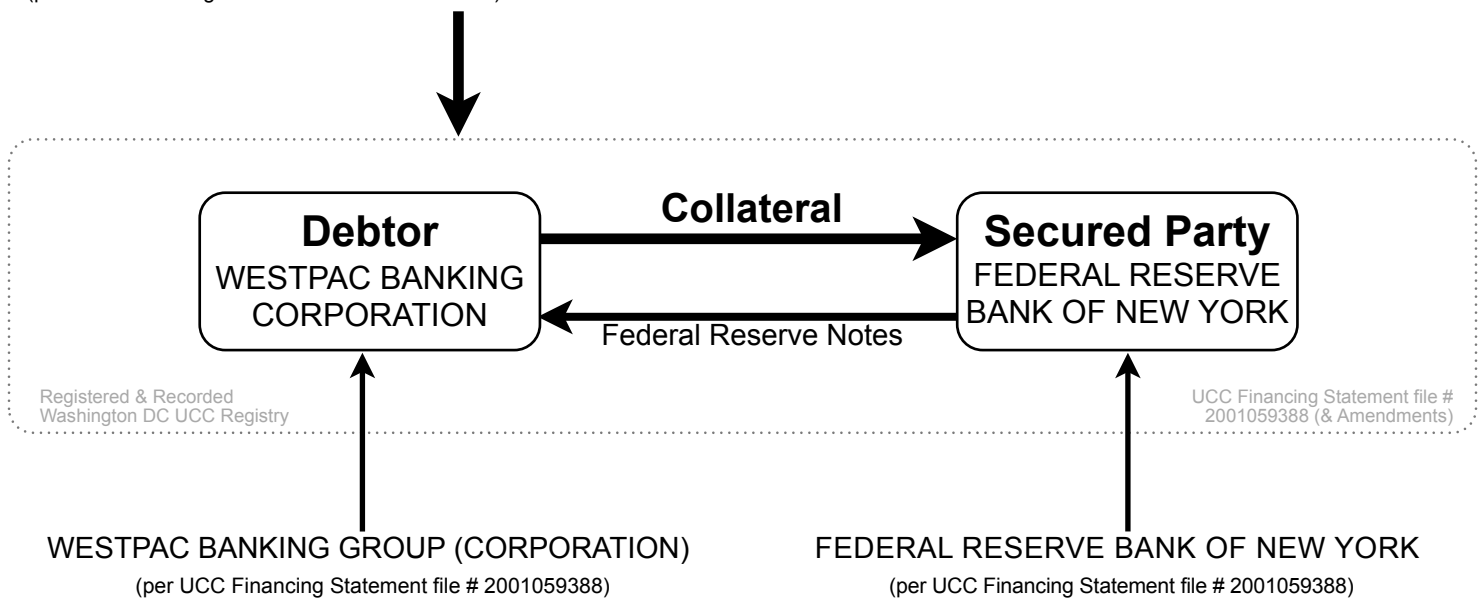 Collateral
Debtor
WESTPAC BANKING
CORPORATION
Secured Party
FEDERAL RESERVE
BANK OF NEW YORK
Federal Reserve Notes
Registered & Recorded
Washington DC UCC Registry
UCC Financing Statement file #
2001059388 (& Amendments)
WESTPAC BANKING GROUP (CORPORATION)
(per UCC Financing Statement file # 2001059388)
FEDERAL RESERVE BANK OF NEW YORK
(per UCC Financing Statement file # 2001059388)